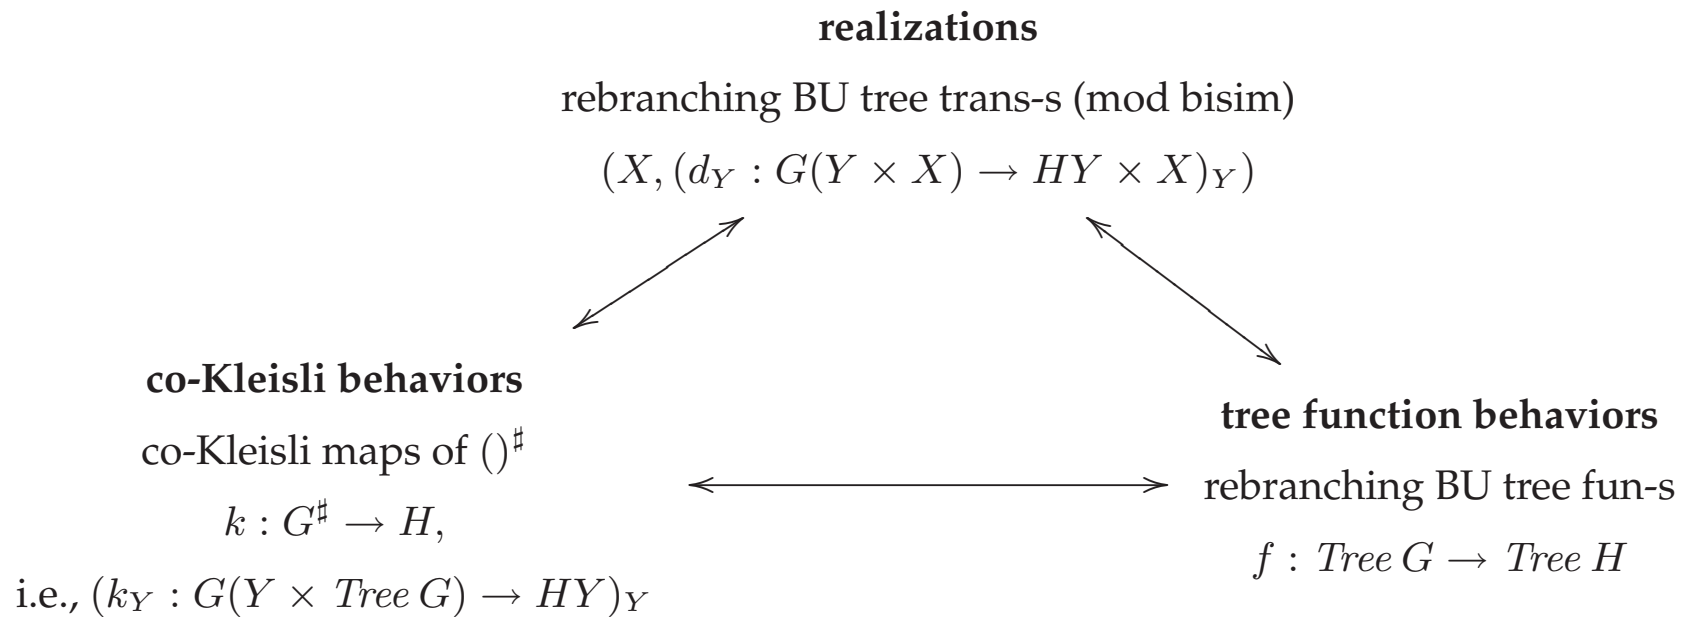 realizations
rebranching BU tree trans-s (mod bisim)
(X, (d_Y : G(Y × X) → HY × X)_Y)
co-Kleisli behaviors
co-Kleisli maps of ()^♯
k : G^♯ → H,
i.e., (k_Y : G(Y × Tree G) → HY)_Y
tree function behaviors
rebranching BU tree fun-s
f : Tree G → Tree H